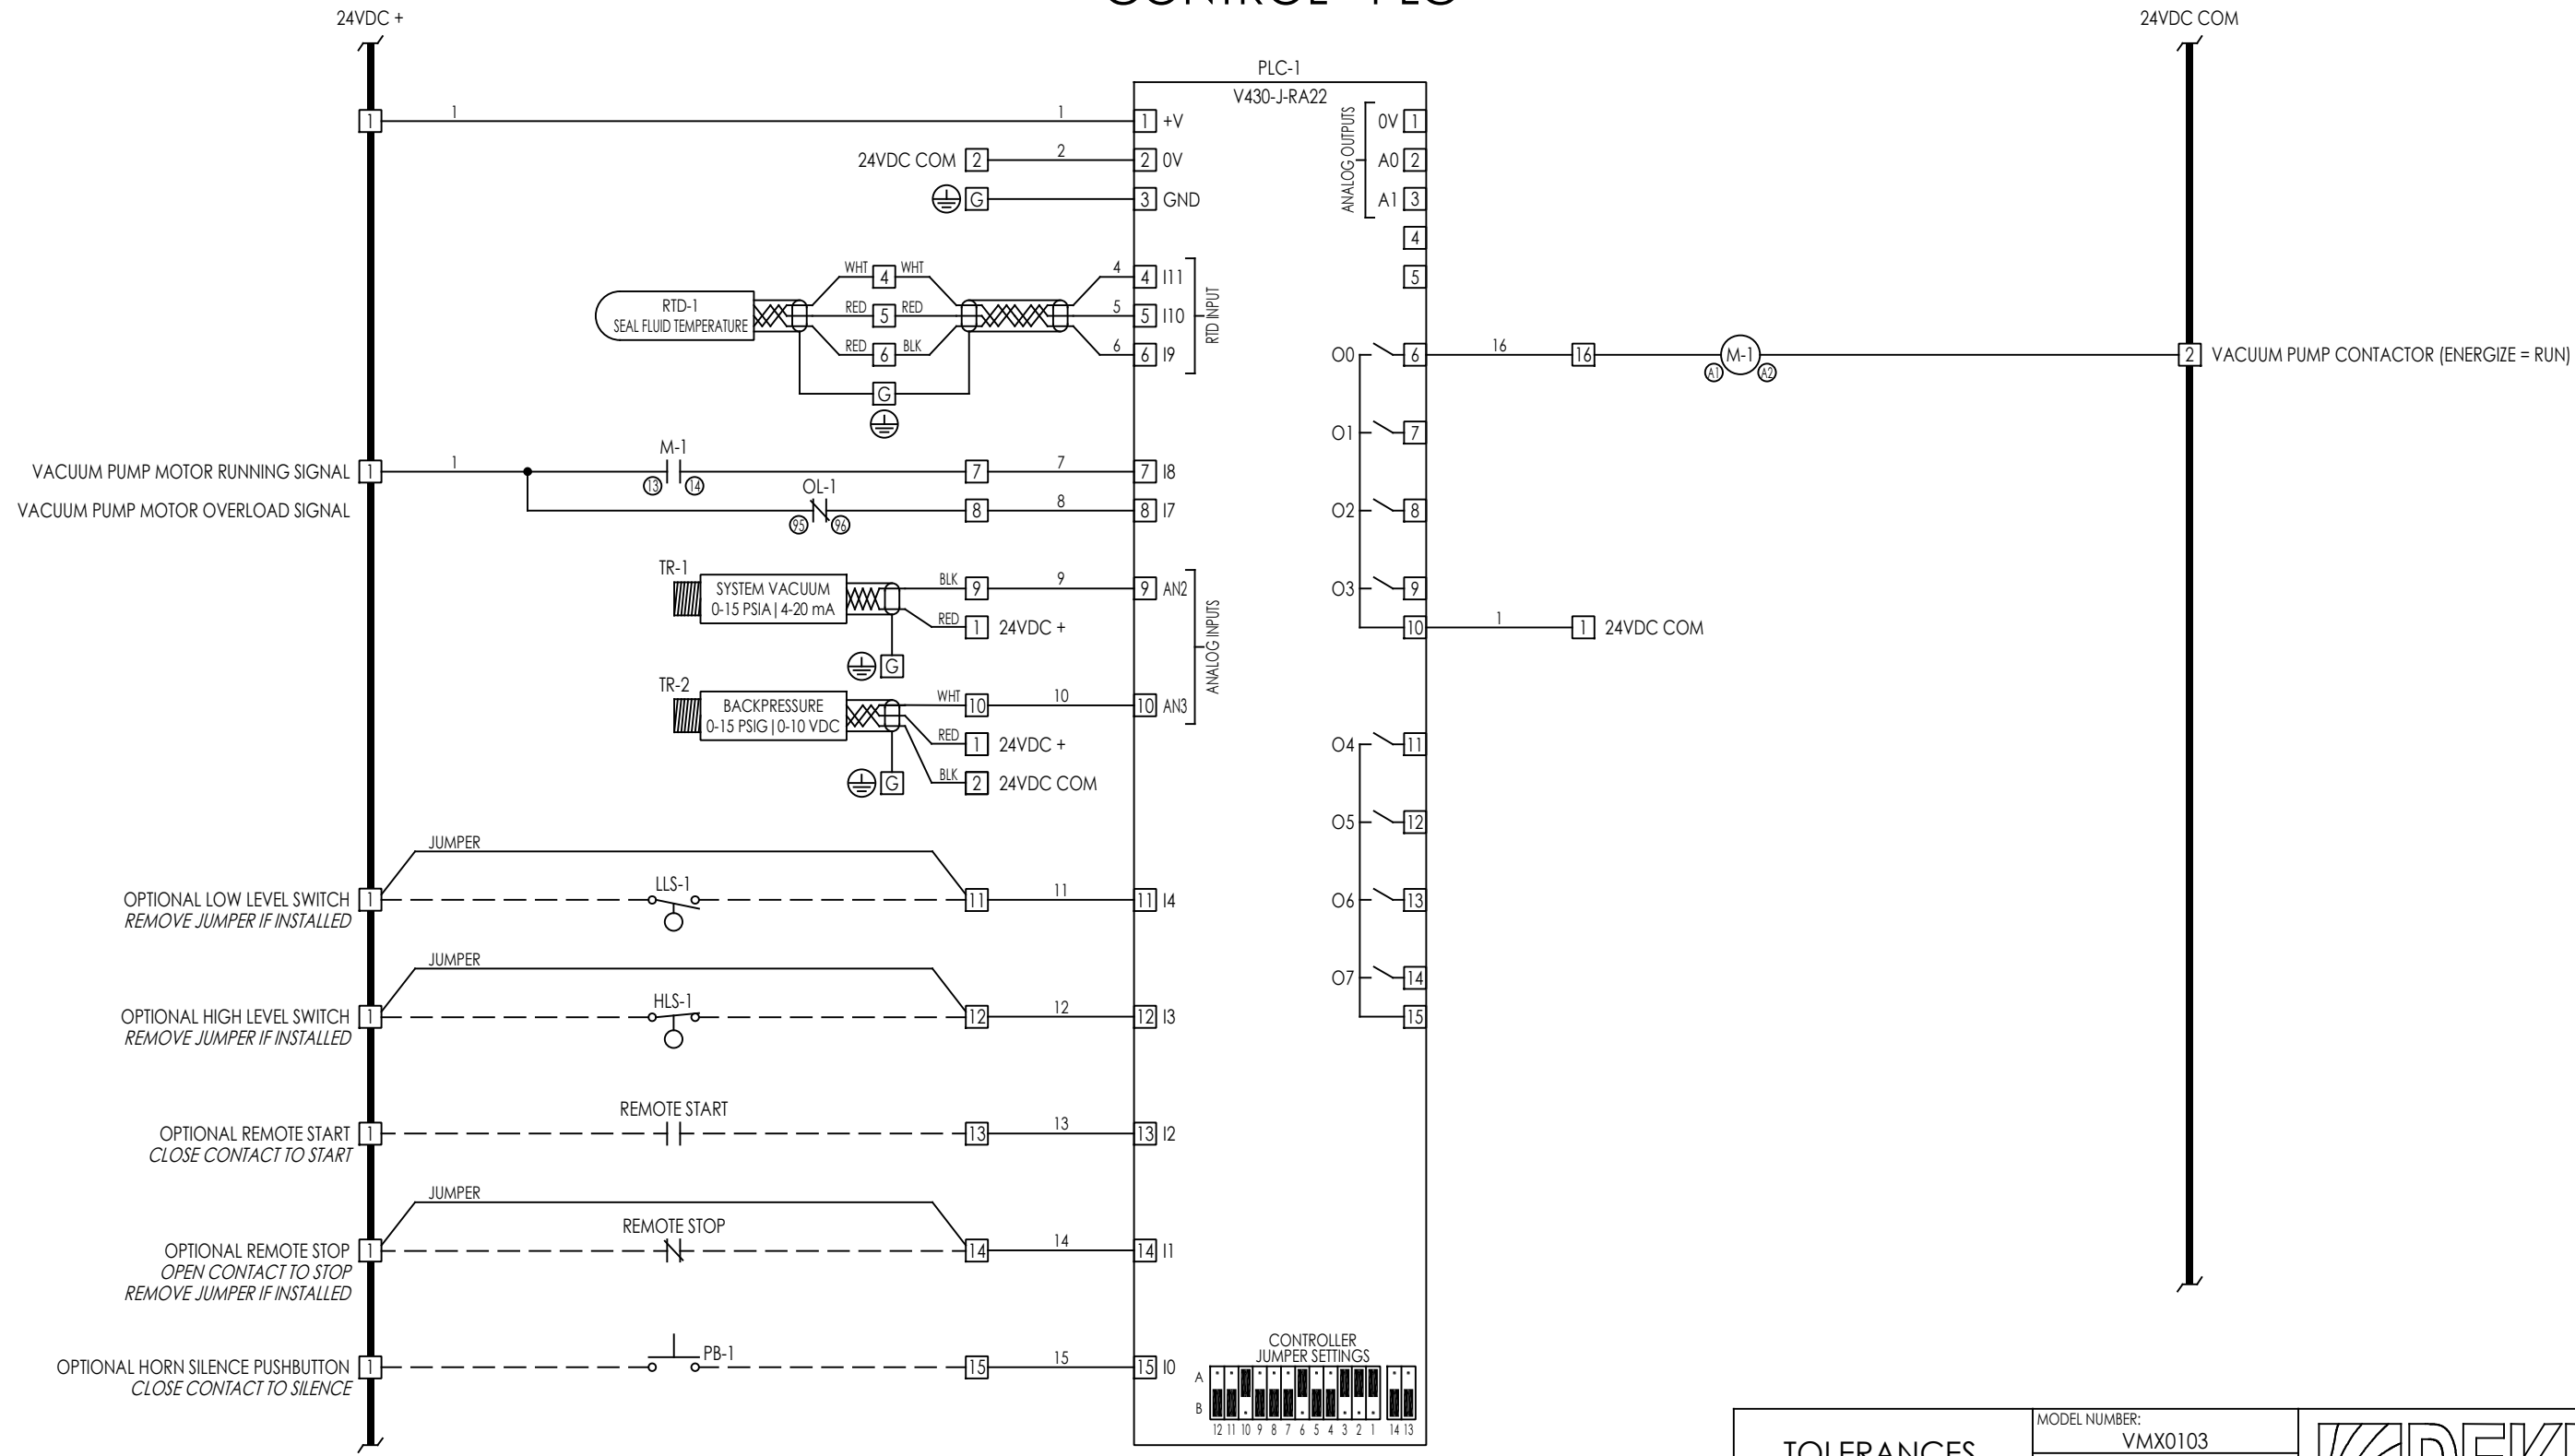 CONTROL - PLC
24VDC +
24VDC COM
PLC-1
V430-J-RA22
1 1 1 1 +V
24VDC COM 2 2 2 0V
G 3 GND
ANALOG OUTPUTS
0V 1
A0 2
A1 3
4
5
RTD-1
SEAL FLUID TEMPERATURE
WHT 4 WHT 4 4 I11
RED 5 RED 5 5 I10
RED 6 BLK 6 6 I9
G
RTD INPUT
O0 6 16 16 M-1 2 VACUUM PUMP CONTACTOR (ENERGIZE = RUN)
A1 A2
O1 7
O2 8
O3 9
10 1 1 24VDC COM
VACUUM PUMP MOTOR RUNNING SIGNAL 1 1 M-1 7 7 7 I8
13 14
VACUUM PUMP MOTOR OVERLOAD SIGNAL OL-1 8 8 8 I7
95 96
TR-1
SYSTEM VACUUM
0-15 PSIA | 4-20 mA
BLK 9 9 9 AN2
RED 1 24VDC +
G
ANALOG INPUTS
TR-2
BACKPRESSURE
0-15 PSIG | 0-10 VDC
WHT 10 10 10 AN3
RED 1 24VDC +
BLK 2 24VDC COM
G
O4 11
O5 12
O6 13
O7 14
15
JUMPER
OPTIONAL LOW LEVEL SWITCH 1 LLS-1 11 11 11 I4
REMOVE JUMPER IF INSTALLED
JUMPER
OPTIONAL HIGH LEVEL SWITCH 1 HLS-1 12 12 12 I3
REMOVE JUMPER IF INSTALLED
REMOTE START
OPTIONAL REMOTE START 1 13 13 13 I2
CLOSE CONTACT TO START
JUMPER
REMOTE STOP
OPTIONAL REMOTE STOP 1 14 14 14 I1
OPEN CONTACT TO STOP
REMOVE JUMPER IF INSTALLED
OPTIONAL HORN SILENCE PUSHBUTTON 1 PB-1 15 15 15 I0
CLOSE CONTACT TO SILENCE
CONTROLLER
JUMPER SETTINGS
A
B
12 11 10 9 8 7 6 5 4 3 2 1 14 13
TOLERANCES
MODEL NUMBER:
VMX0103